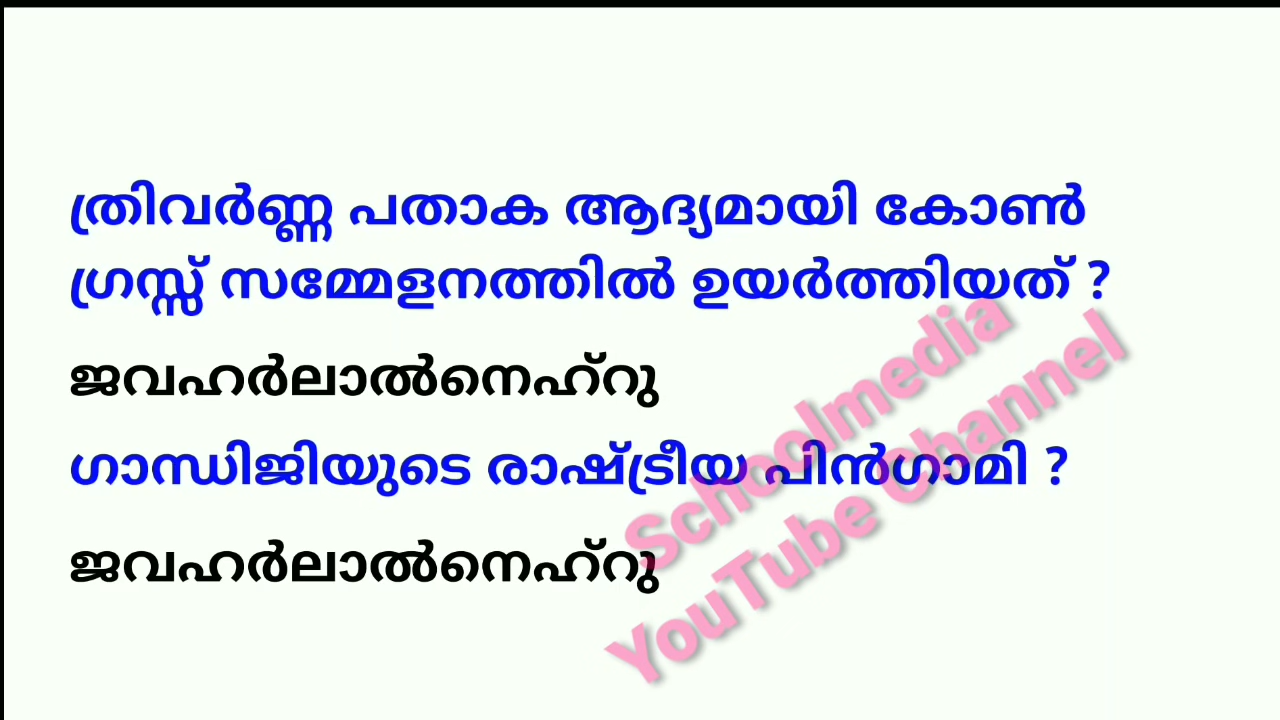 ത്രിവർണ്ണ പതാക ആദ്യമായി കോൺ
ഗ്രസ്സ് സമ്മേളനത്തിൽ ഉയർത്തിയത് ?
ജവഹർലാൽനെഹ്റു
ഗാന്ധിജിയുടെ രാഷ്ട്രീയ പിൻഗാമി ?
ജവഹർലാൽനെഹ്റു
Schoolmedia
YouTube Channel